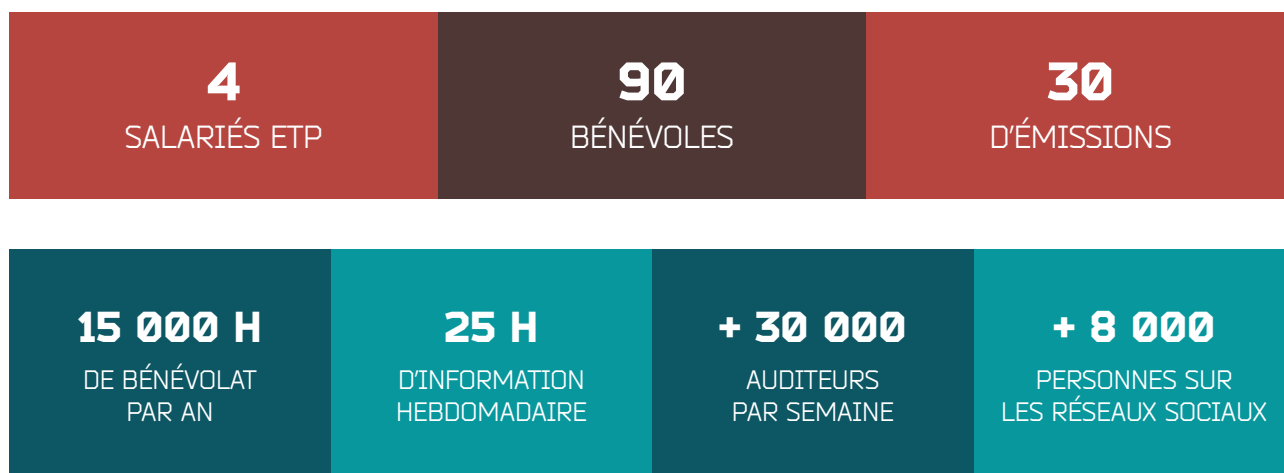 4
SALARIÉS ETP
90
BÉNÉVOLES
30
D'ÉMISSIONS
15 000 H
DE BÉNÉVOLAT
PAR AN
25 H
D'INFORMATION
HEBDOMADAIRE
+ 30 000
AUDITEURS
PAR SEMAINE
+ 8 000
PERSONNES SUR
LES RÉSEAUX SOCIAUX